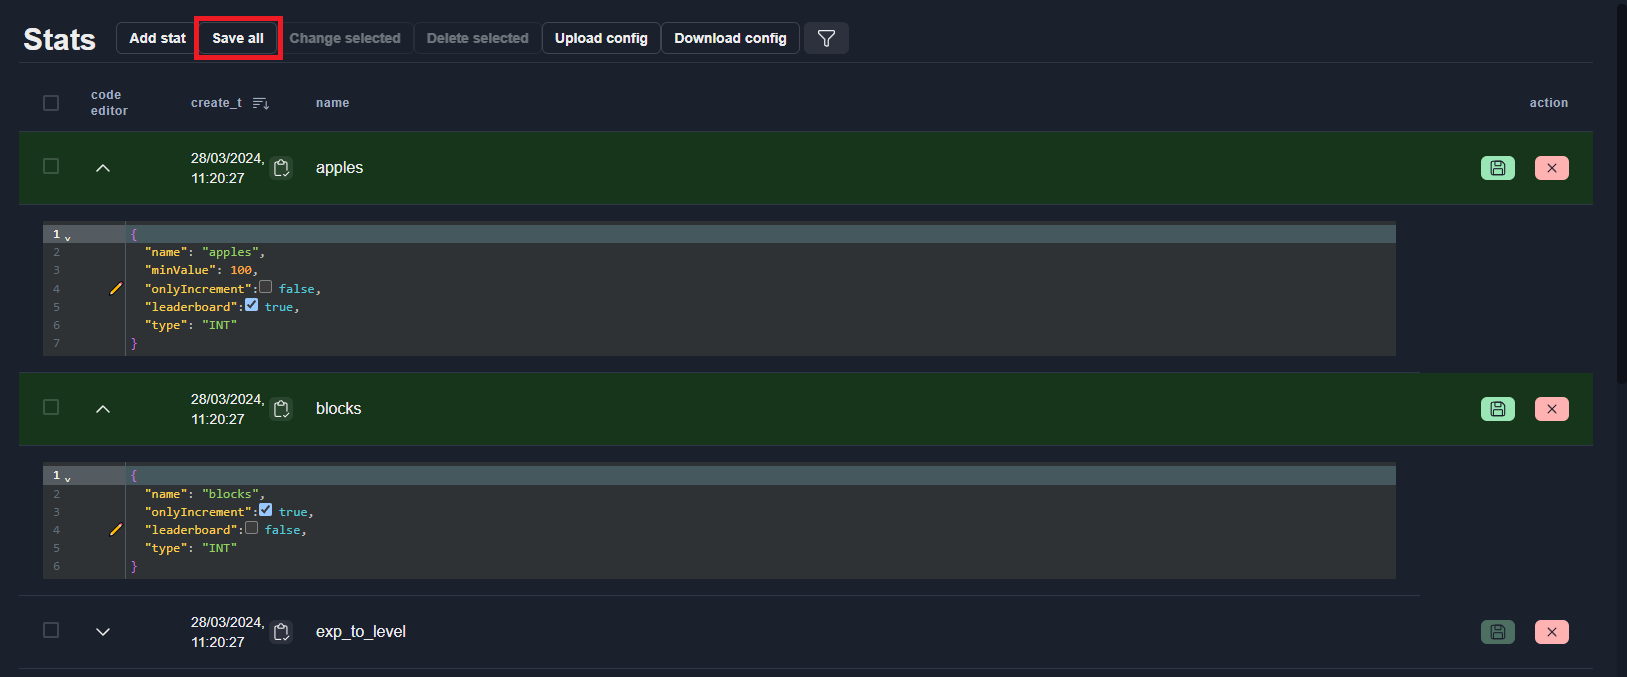 Stats Add stat Save all Change selected Delete selected Upload config Download config
code editor create_t name action
28/03/2024, 11:20:27 apples
1 {
2 "name": "apples",
3 "minValue": 100,
4 "onlyIncrement": false,
5 "leaderboard": true,
6 "type": "INT"
7 }
28/03/2024, 11:20:27 blocks
1 {
2 "name": "blocks",
3 "onlyIncrement": true,
4 "leaderboard": false,
5 "type": "INT"
6 }
28/03/2024, 11:20:27 exp_to_level